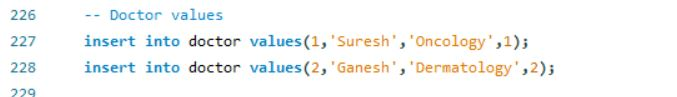 226 -- Doctor values
227 insert into doctor values(1,'Suresh','Oncology',1);
228 insert into doctor values(2,'Ganesh','Dermatology',2);
229